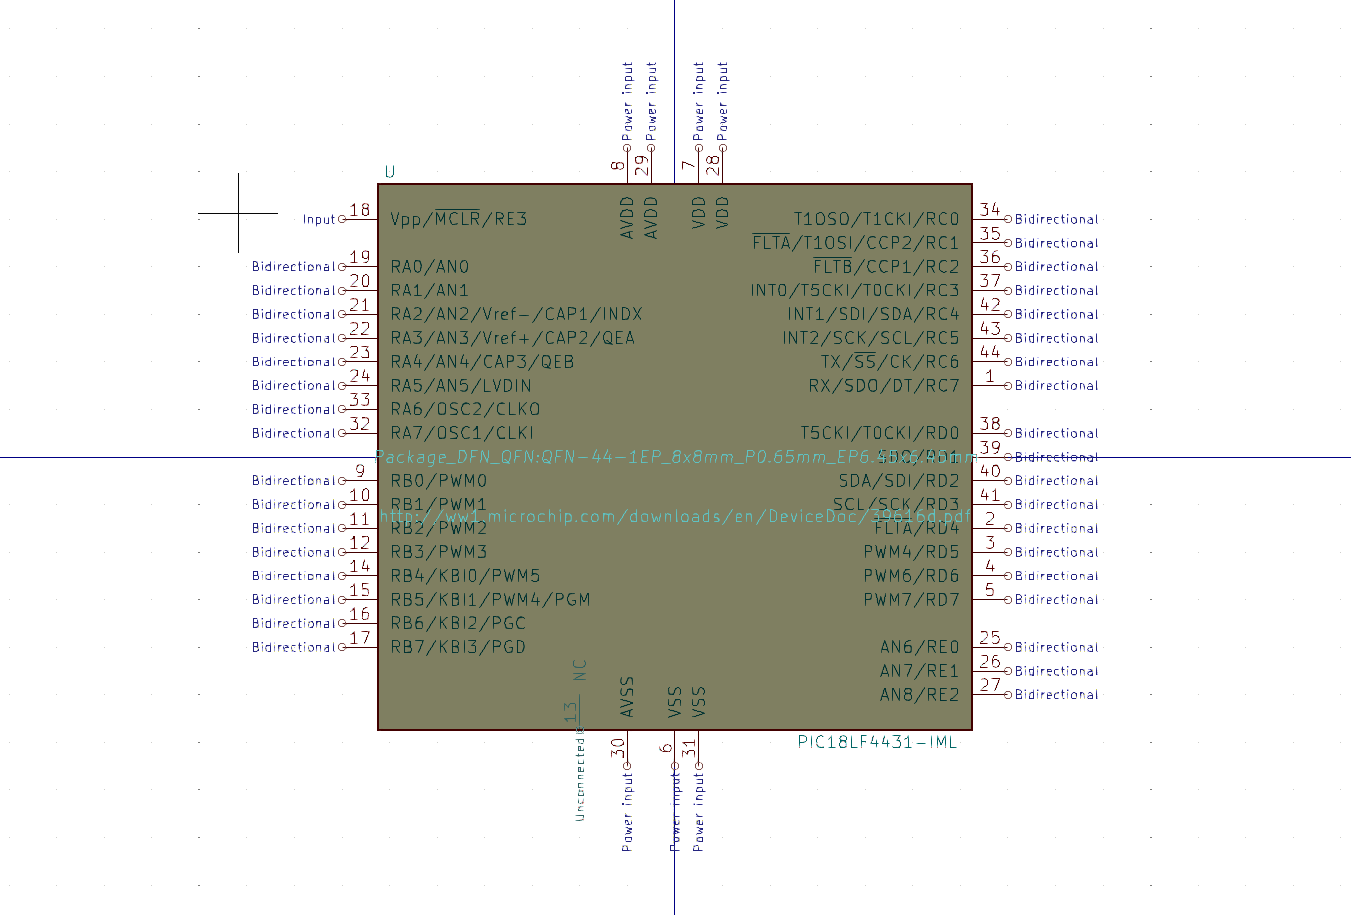 Power input Power input Power input Power input
8 29 7 28
U
AVDD AVDD VDD VDD
Input 18 Vpp/MCLR/RE3 T1OSO/T1CKI/RC0 34 Bidirectional
FLTA/T1OSI/CCP2/RC1 35 Bidirectional
Bidirectional 19 RA0/AN0 FLTB/CCP1/RC2 36 Bidirectional
Bidirectional 20 RA1/AN1 INT0/T5CKI/T0CKI/RC3 37 Bidirectional
Bidirectional 21 RA2/AN2/Vref-/CAP1/INDX INT1/SDI/SDA/RC4 42 Bidirectional
Bidirectional 22 RA3/AN3/Vref+/CAP2/QEA INT2/SCK/SCL/RC5 43 Bidirectional
Bidirectional 23 RA4/AN4/CAP3/QEB TX/SS/CK/RC6 44 Bidirectional
Bidirectional 24 RA5/AN5/LVDIN RX/SDO/DT/RC7 1 Bidirectional
Bidirectional 33 RA6/OSC2/CLKO
Bidirectional 32 RA7/OSC1/CLKI T5CKI/T0CKI/RD0 38 Bidirectional
Package_DFN_QFN:QFN-44-1EP_8x8mm_P0.65mm_EP6.45x6.45mm SDO/RD1 39 Bidirectional
Bidirectional 9 RB0/PWM0 SDA/SDI/RD2 40 Bidirectional
Bidirectional 10 RB1/PWM1 SCL/SCK/RD3 41 Bidirectional
http://ww1.microchip.com/downloads/en/DeviceDoc/39616d.pdf
Bidirectional 11 RB2/PWM2 FLTA/RD4 2 Bidirectional
Bidirectional 12 RB3/PWM3 PWM4/RD5 3 Bidirectional
Bidirectional 14 RB4/KBI0/PWM5 PWM6/RD6 4 Bidirectional
Bidirectional 15 RB5/KBI1/PWM4/PGM PWM7/RD7 5 Bidirectional
Bidirectional 16 RB6/KBI2/PGC
Bidirectional 17 RB7/KBI3/PGD AN6/RE0 25 Bidirectional
AN7/RE1 26 Bidirectional
AN8/RE2 27 Bidirectional
NC AVSS VSS VSS
13 30 6 31
PIC18LF4431-IML
Unconnected Power input Power input Power input